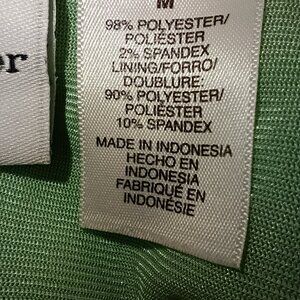 M
98% POLYESTER/
POLIÉSTER
2% SPANDEX
LINING/FORRO/
DOUBLURE:
90% POLYESTER/
POLIÉSTER
10% SPANDEX
MADE IN INDONESIA
HECHO EN
INDONESIA
FABRIQUÉ EN
INDONÉSIE